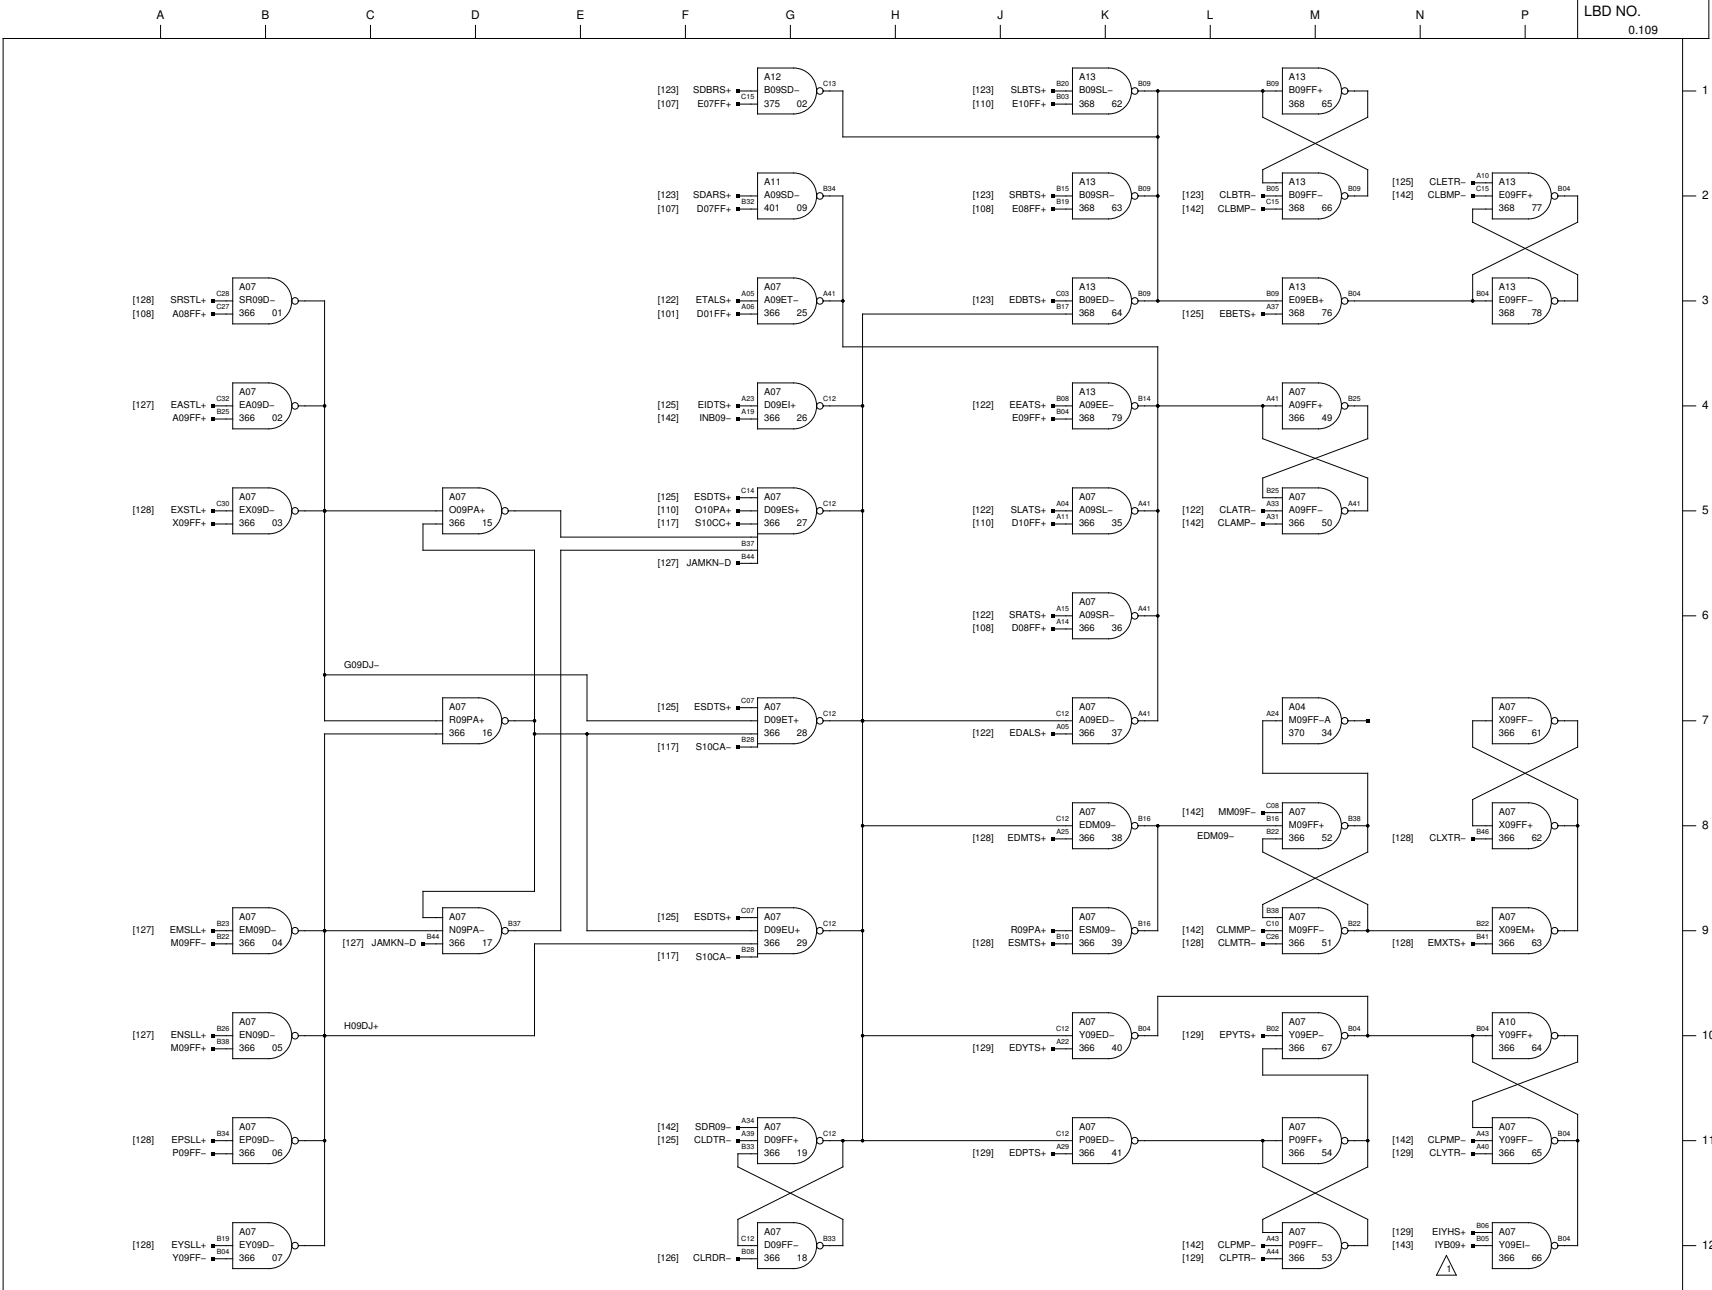 A B C D E F G H J K L M N P
LBD NO.
0.109
A12
[123] SDBRS+ B09SD− C13
[107] E07FF+ C15 375 02
A13
[123] SLBTS+ B20 B09SL− B09
[110] E10FF+ B03 368 62
A13
B09 B09FF+
368 65
1
A11
[123] SDARS+ A09SD− B34
[107] D07FF+ B32 401 09
A13
[123] SRBTS+ B15 B09SR− B09
[108] E08FF+ B19 368 63
A13
[123] CLBTR− B05 B09FF− B09
[142] CLBMP− C15 368 66
[125] CLETR− A10 A13
[142] CLBMP− C15 E09FF+ B04
368 77
2
A07
[128] SRSTL+ C28 SR09D−
[108] A08FF+ C27 366 01
A07
[122] ETALS+ A05 A09ET− A41
[101] D01FF+ A06 366 25
A13
[123] EDBTS+ C03 B09ED− B09
B17 368 64
A13
B09 E09EB+ B04
[125] EBETS+ A37 368 76
A13
B04 E09FF−
368 78
3
A07
[127] EASTL+ C32 EA09D−
A09FF+ B25 366 02
A07
[125] EIDTS+ A23 D09EI+ C12
[142] INB09− A19 366 26
A13
[122] EEATS+ B08 A09EE− B14
E09FF+ B04 368 79
A07
A41 A09FF+ B25
366 49
4
A07
[128] EXSTL+ C30 EX09D−
X09FF+ 366 03
A07
O09PA+
366 15
[125] ESDTS+ C14 A07
[110] O10PA+ D09ES+ C12
[117] S10CC+ 366 27
B37
[127] JAMKN−D B44
A07
[122] SLATS+ A04 A09SL− A41
[110] D10FF+ A11 366 35
B25 A07
[122] CLATR− A33 A09FF− A41
[142] CLAMP− A31 366 50
5
A07
[122] SRATS+ A15 A09SR− A41
[108] D08FF+ A14 366 36
6
G09DJ−
A07
R09PA+
366 16
[125] ESDTS+ C07 A07
D09ET+ C12
366 28
[117] S10CA− B28
A07
C12 A09ED− A41
[122] EDALS+ A05 366 37
A04
A24 M09FF−A
370 34
A07
X09FF−
366 61
7
A07
C12 EDM09− B16
[128] EDMTS+ A25 366 38
[142] MM09F− C08 A07
B16 M09FF+ B38
EDM09− B22 366 52
A07
X09FF+
[128] CLXTR− B46 366 62
8
A07
[127] EMSLL+ B23 EM09D−
M09FF− B22 366 04
A07
N09PA− B37
[127] JAMKN−D B44 366 17
[125] ESDTS+ C07 A07
D09EU+ C12
366 29
[117] S10CA− B28
A07
R09PA+ ESM09− B16
[128] ESMTS+ B10 366 39
B38 A07
[142] CLMMP− C10 M09FF− B22
[128] CLMTR− C26 366 51
A07
B22 X09EM+
[128] EMXTS+ B41 366 63
9
A07
[127] ENSLL+ B26 EN09D−
M09FF+ B38 366 05
H09DJ+
A07
C12 Y09ED− B04
[129] EDYTS+ A22 366 40
A07
[129] EPYTS+ B02 Y09EP− B04
366 67
A10
B04 Y09FF+
366 64
10
A07
[128] EPSLL+ B34 EP09D−
P09FF− 366 06
[142] SDR09− A34 A07
[125] CLDTR− A39 D09FF+ C12
B33 366 19
A07
C12 P09ED−
[129] EDPTS+ A29 366 41
A07
P09FF+
366 54
A07
[142] CLPMP− A43 Y09FF− B04
[129] CLYTR− A40 366 65
11
A07
[128] EYSLL+ B19 EY09D−
Y09FF− B04 366 07
A07
C12 D09FF− B33
[126] CLRDR− B08 366 18
A07
[142] CLPMP− A43 P09FF−
[129] CLPTR− A44 366 53
[129] EIYHS+ B06 A07
[143] IYB09+ B05 Y09EI− B04
366 66
1
12